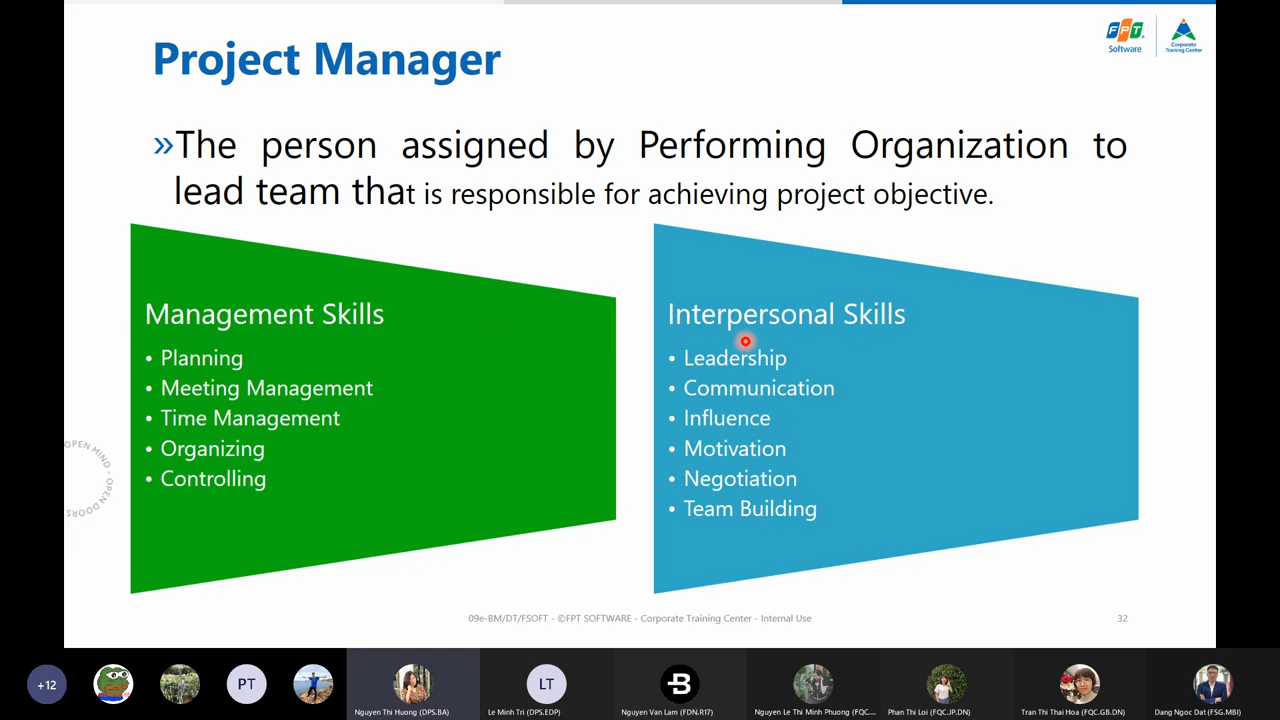 FPT
Software
Corporate
Training Center
Project Manager
»The person assigned by Performing Organization to
lead team that is responsible for achieving project objective.
Management Skills
• Planning
• Meeting Management
• Time Management
• Organizing
• Controlling
Interpersonal Skills
• Leadership
• Communication
• Influence
• Motivation
• Negotiation
• Team Building
OPEN MIND - OPEN DOORS
09e-BM/DT/FSOFT - ©FPT SOFTWARE - Corporate Training Center - Internal Use
32
+12
PT
LT
Nguyen Thi Huong (DPS.BA)
Le Minh Tri (DPS.EDP)
Nguyen Van Lam (FDN.R17)
Nguyen Le Thi Minh Phuong (FQC....
Phan Thi Loi (FQC.JP.DN)
Tran Thi Thai Hoa (FQC.GB.DN)
Dang Ngoc Dat (FSG.MBI)